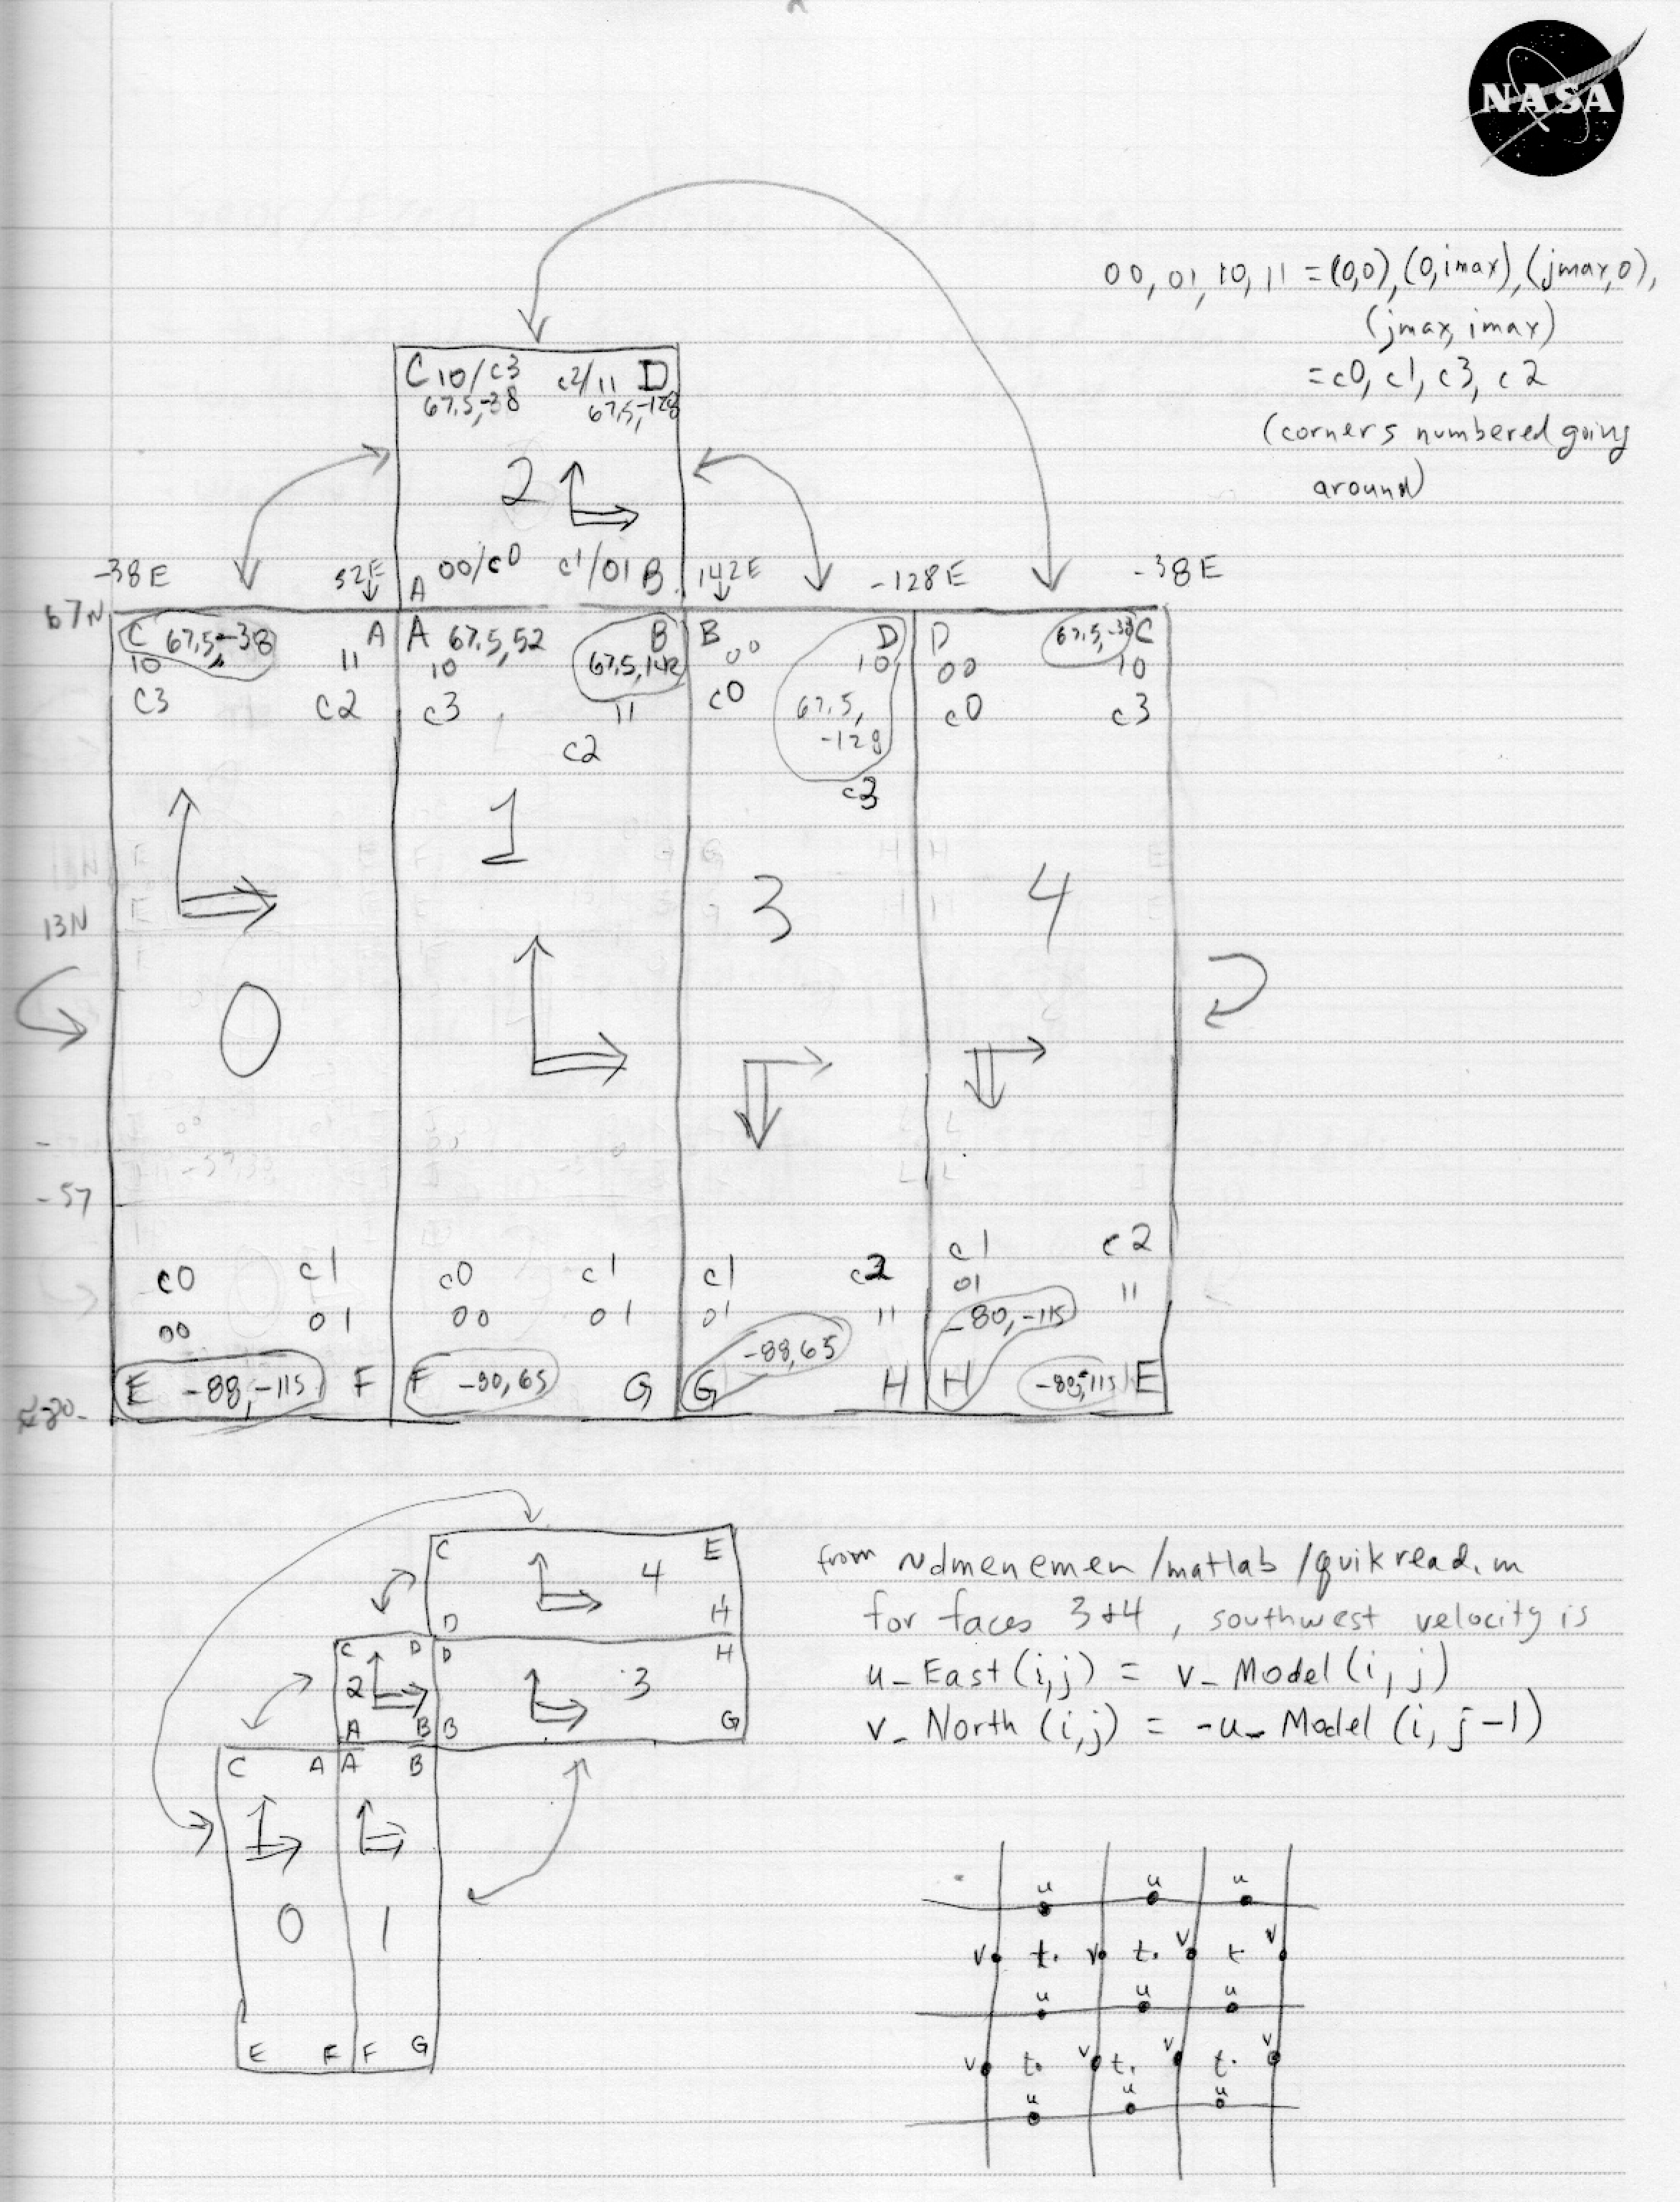 NASA
00, 01, 10, 11 = (0,0), (0,imax), (jmax,0),
(jmax, imax)
= c0, c1, c3, c2
(corners numbered going
around)
C 10/c3 c2/11 D
67.5,-38 67.5,-128
2
00/c0 c1/01
A B
-38E 52E 142E -128E -38E
67N
C 67.5,-38 A A 67.5,52 B B D D 67.5,-38 C
10 11 10 67.5,142 00 10 00 10
C3 C2 c3 11 c0 67.5, c0 c3
c2 -128
c3
1
3 4
13N
0
-57
c0 c1 c0 c1 c1 c2 c1 c2
00 01 00 01 01 11 01 11
-88,65 -80,-115
E -88,-115 F F -80,65 G G H H -88,-115 E
≈-80
C E
4
D H
C D D H
2 3
A B B G
C A A B
0 1
E F F G
from ~dmenemen/matlab/quikread.m
for faces 3+4, southwest velocity is
u_East(i,j) = v_Model(i,j)
v_North(i,j) = -u_Model(i,j-1)
u u u
v t. v t. v t v
u u u
v t. v t. v t. v
u u u